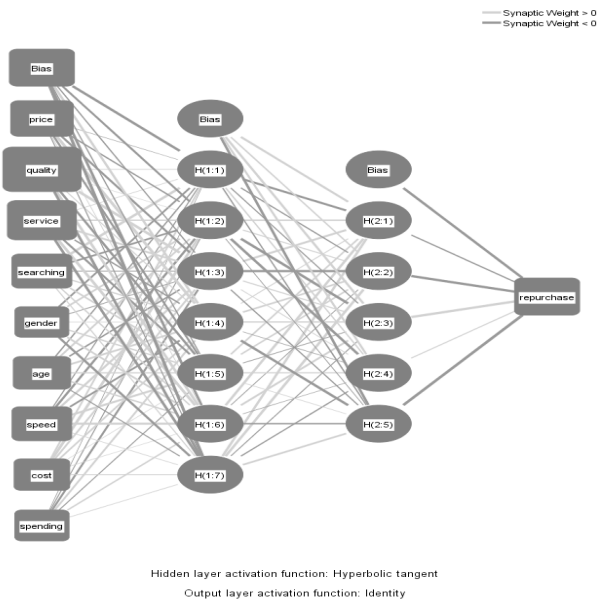 Synaptic Weight > 0
Synaptic Weight < 0
Bias
price
quality
service
searching
gender
age
speed
cost
spending
Bias
H(1:1)
H(1:2)
H(1:3)
H(1:4)
H(1:5)
H(1:6)
H(1:7)
Bias
H(2:1)
H(2:2)
H(2:3)
H(2:4)
H(2:5)
repurchase
Hidden layer activation function: Hyperbolic tangent
Output layer activation function: Identity